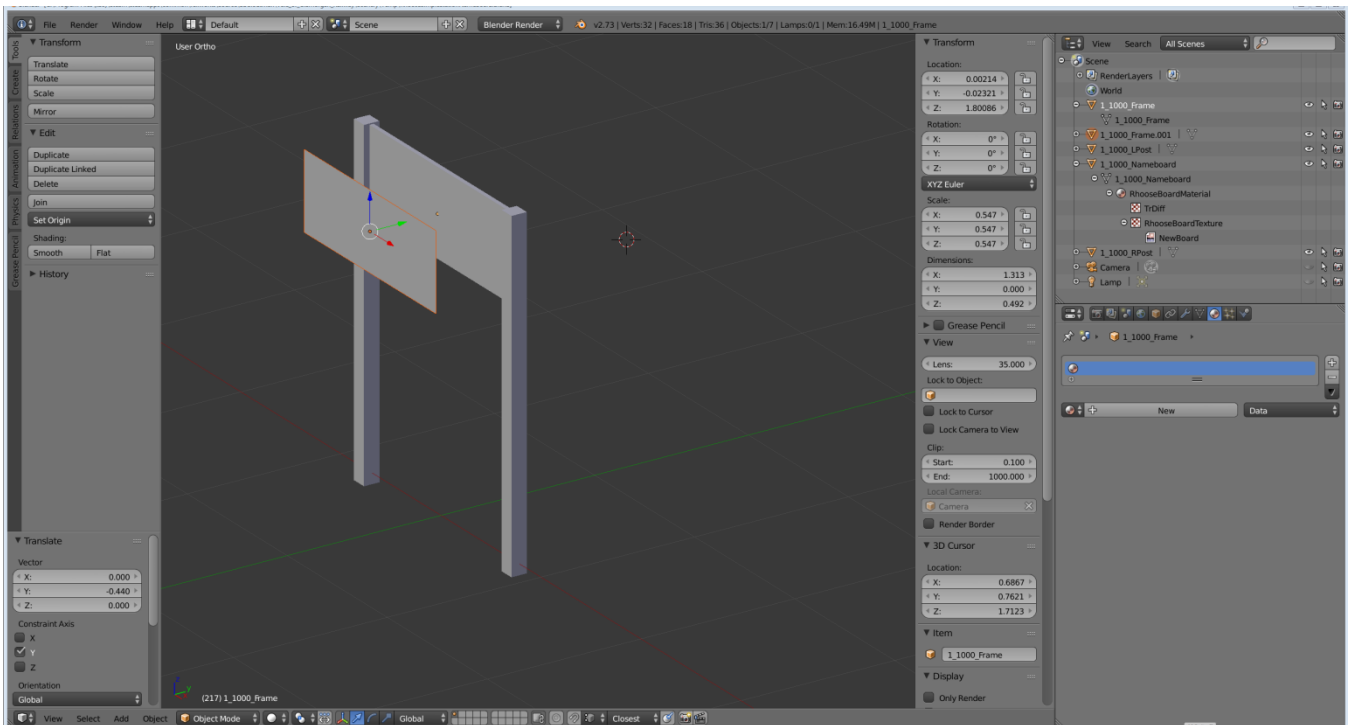 File Render Window Help Default Scene Blender Render v2.73 | Verts:32 | Faces:18 | Tris:36 | Objects:1/7 | Lamps:0/1 | Mem:16.49M | 1_1000_Frame
Tools
Create
Relations
Animation
Physics
Grease Pencil
Transform
Translate
Rotate
Scale
Mirror
Edit
Duplicate
Duplicate Linked
Delete
Join
Set Origin
Shading:
Smooth Flat
History
Translate
Vector
X: 0.000
Y: -0.440
Z: 0.000
Constraint Axis
X
Y
Z
Orientation
Global
User Ortho
(217) 1_1000_Frame
View Select Add Object Object Mode Global Closest
Transform
Location:
X: 0.00214
Y: -0.02321
Z: 1.80086
Rotation:
X: 0°
Y: 0°
Z: 0°
XYZ Euler
Scale:
X: 0.547
Y: 0.547
Z: 0.547
Dimensions:
X: 1.313
Y: 0.000
Z: 0.492
Grease Pencil
View
Lens: 35.000
Lock to Object:
Lock to Cursor
Lock Camera to View
Clip:
Start: 0.100
End: 1000.000
Local Camera:
Camera
Render Border
3D Cursor
Location:
X: 0.6867
Y: 0.7621
Z: 1.7123
Item
1_1000_Frame
Display
Only Render
View Search All Scenes
Scene
RenderLayers
World
1_1000_Frame
1_1000_Frame
1_1000_Frame.001
1_1000_LPost
1_1000_Nameboard
1_1000_Nameboard
RhooseBoardMaterial
TrDiff
RhooseBoardTexture
NewBoard
1_1000_RPost
Camera
Lamp
1_1000_Frame
New Data